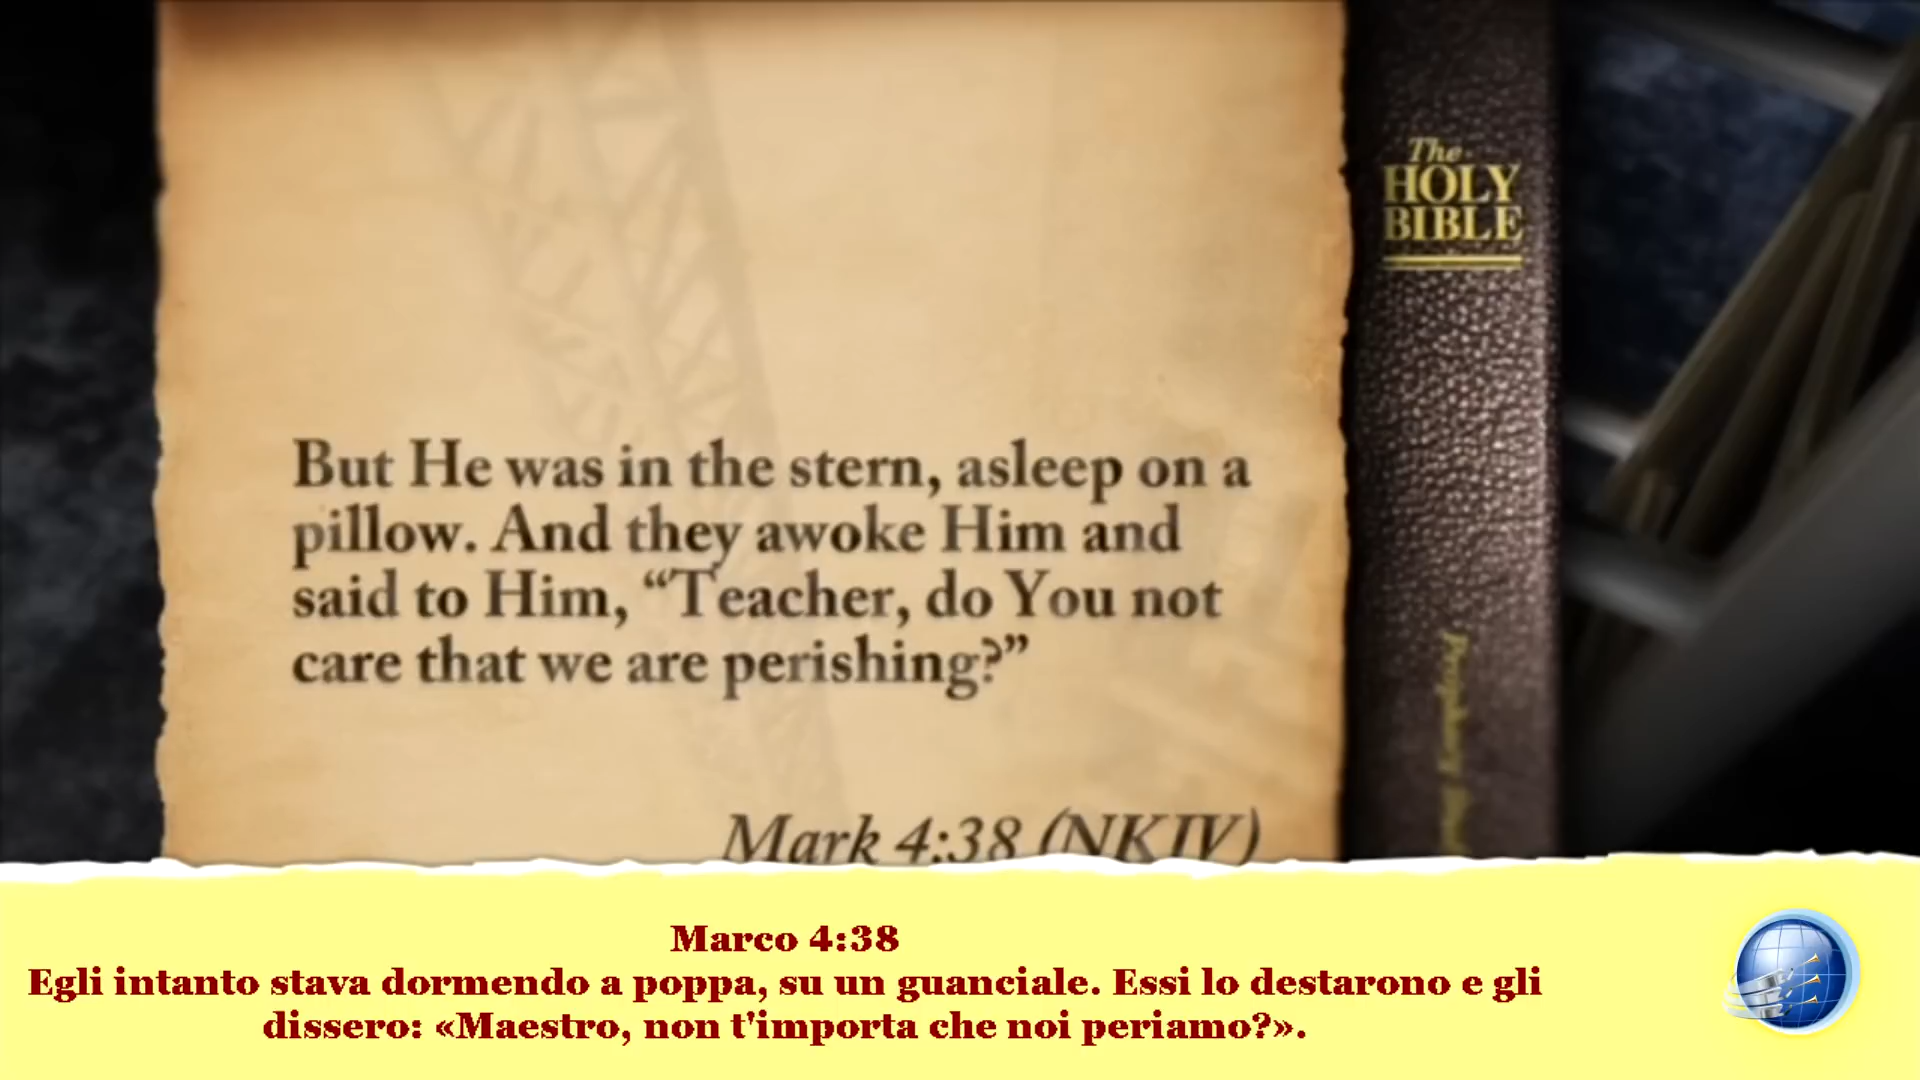 The
HOLY
BIBLE
But He was in the stern, asleep on a
pillow. And they awoke Him and
said to Him, “Teacher, do You not
care that we are perishing?”
Mark 4:38 (NKJV)
Marco 4:38
Egli intanto stava dormendo a poppa, su un guanciale. Essi lo destarono e gli
dissero: «Maestro, non t'importa che noi periamo?».